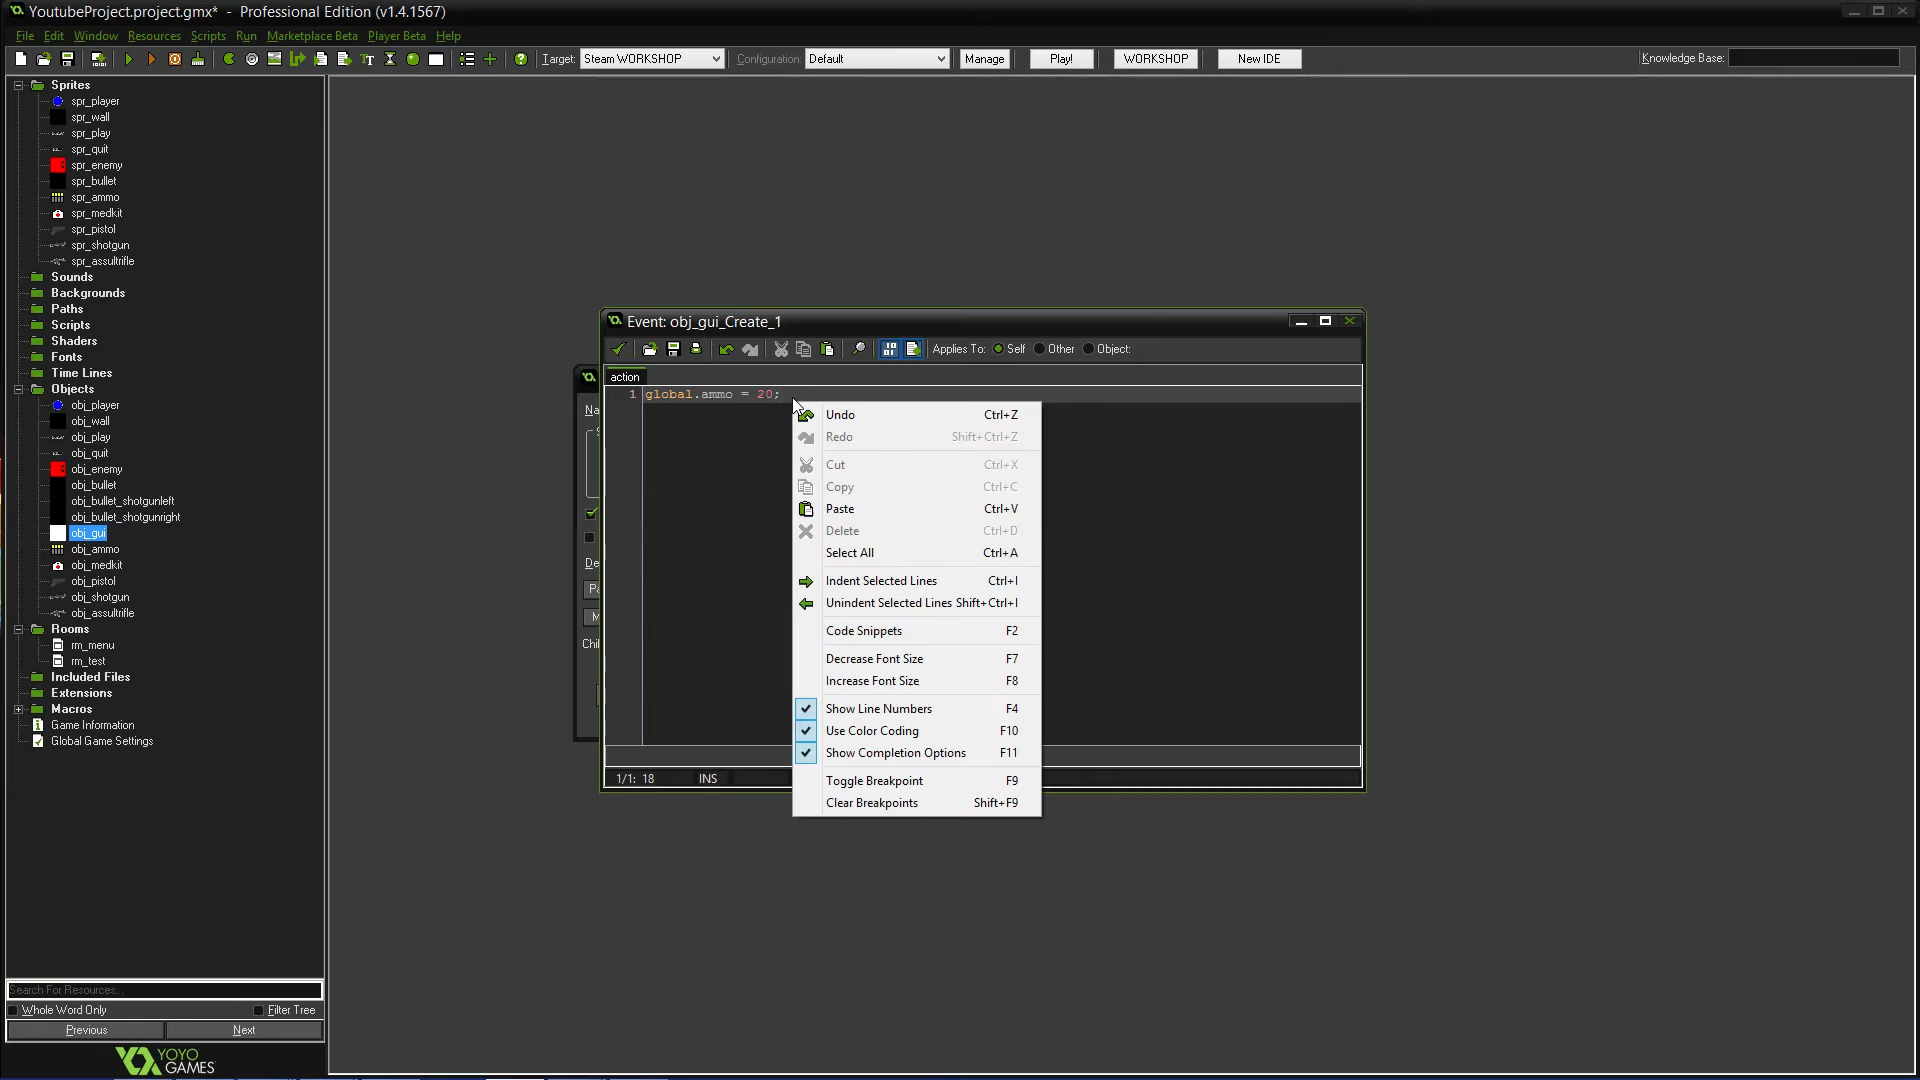 YoutubeProject.project.gmx* - Professional Edition (v1.4.1567)
File Edit Window Resources Scripts Run Marketplace Beta Player Beta Help
Target: Steam WORKSHOP Configuration: Default Manage Play! WORKSHOP New IDE Knowledge Base:
Sprites
spr_player
spr_wall
spr_play
spr_quit
spr_enemy
spr_bullet
spr_ammo
spr_medkit
spr_pistol
spr_shotgun
spr_assultrifle
Sounds
Backgrounds
Paths
Scripts
Shaders
Fonts
Time Lines
Objects
obj_player
obj_wall
obj_play
obj_quit
obj_enemy
obj_bullet
obj_bullet_shotgunleft
obj_bullet_shotgunright
obj_gui
obj_ammo
obj_medkit
obj_pistol
obj_shotgun
obj_assultrifle
Rooms
rm_menu
rm_test
Included Files
Extensions
Macros
Game Information
Global Game Settings
Search For Resources...
Whole Word Only Filter Tree
Previous Next
YOYO
GAMES
Event: obj_gui_Create_1
Applies To: Self Other Object:
action
1 global.ammo = 20;
Undo Ctrl+Z
Redo Shift+Ctrl+Z
Cut Ctrl+X
Copy Ctrl+C
Paste Ctrl+V
Delete Ctrl+D
Select All Ctrl+A
Indent Selected Lines Ctrl+I
Unindent Selected Lines Shift+Ctrl+I
Code Snippets F2
Decrease Font Size F7
Increase Font Size F8
Show Line Numbers F4
Use Color Coding F10
Show Completion Options F11
Toggle Breakpoint F9
Clear Breakpoints Shift+F9
1/1: 18 INS
Na
De
Pa
M
Chil